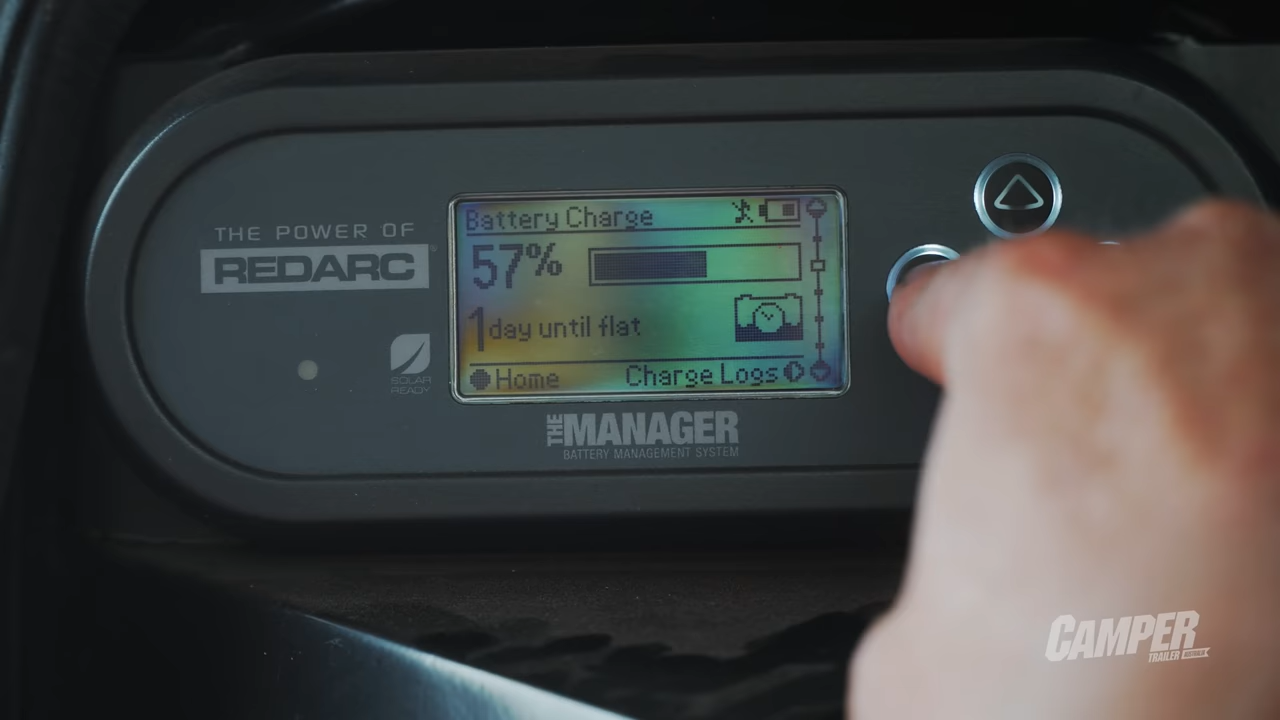 THE POWER OF
REDARC
SOLAR
READY
Battery Charge
57%
1 day until flat
Home
Charge Logs
THE MANAGER
BATTERY MANAGEMENT SYSTEM
CAMPER
TRAILER